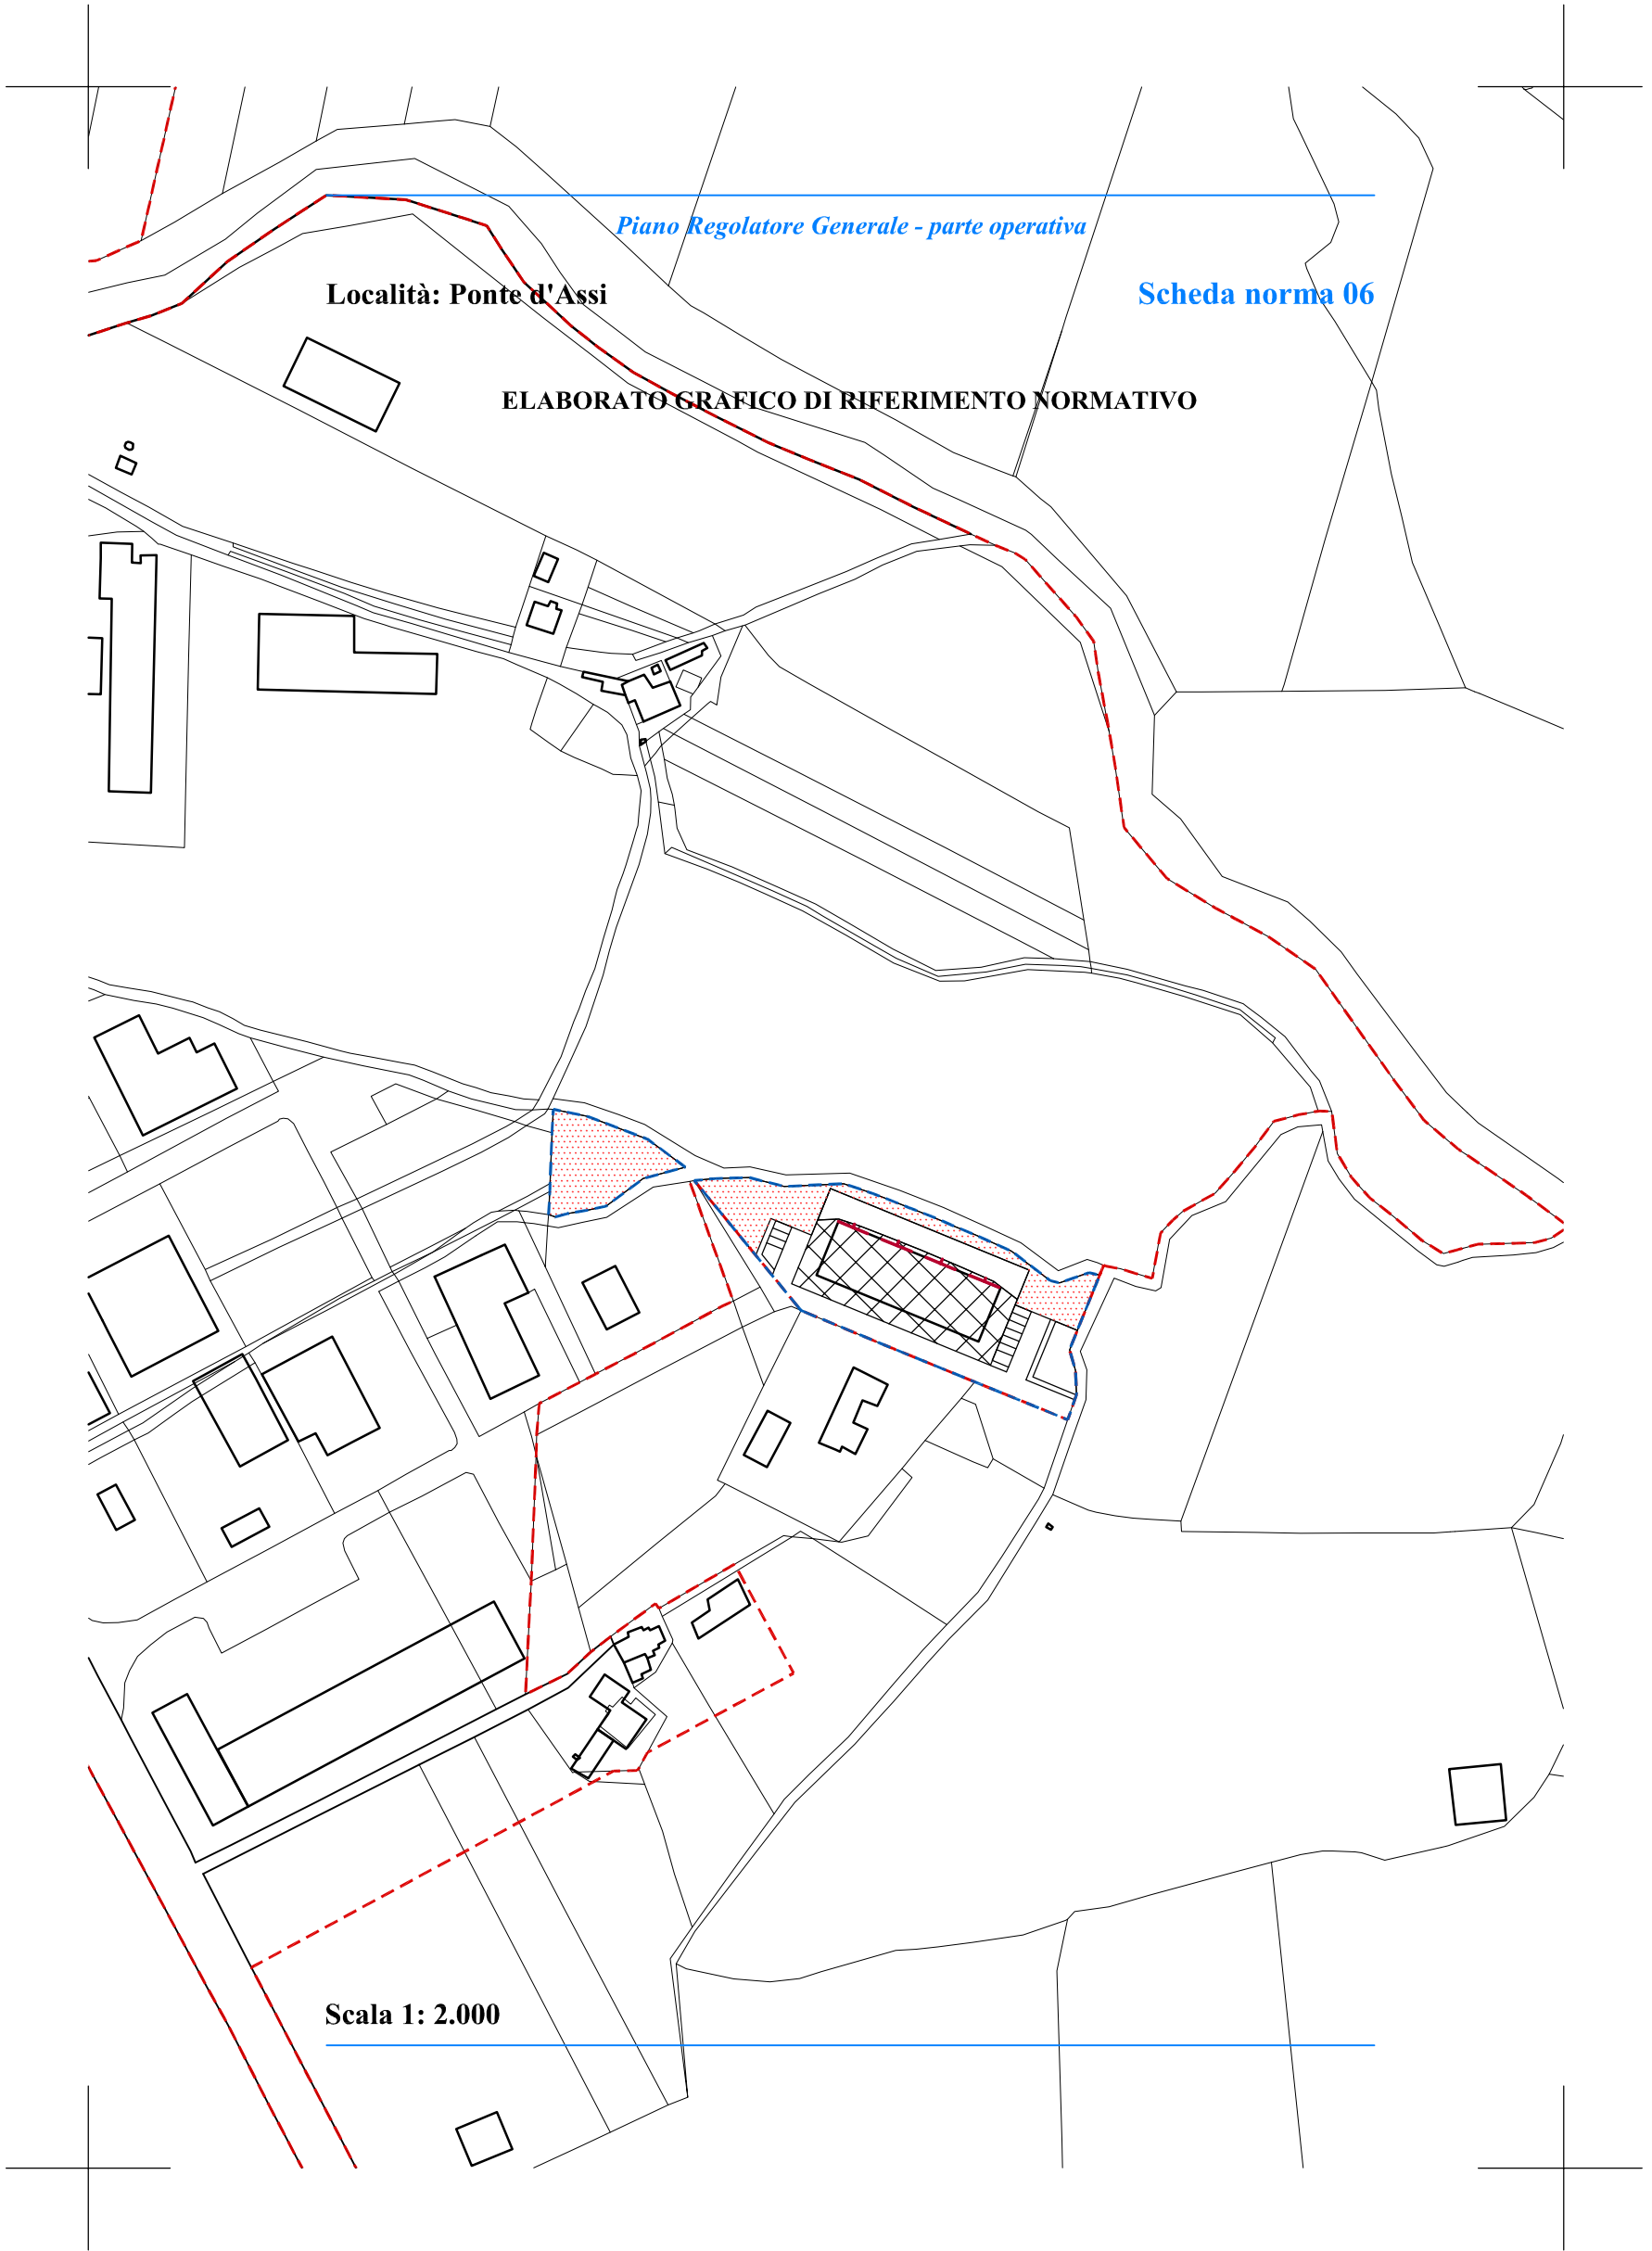 Piano Regolatore Generale - parte operativa
Località: Ponte d'Assi
Scheda norma 06
ELABORATO GRAFICO DI RIFERIMENTO NORMATIVO
Scala 1: 2.000